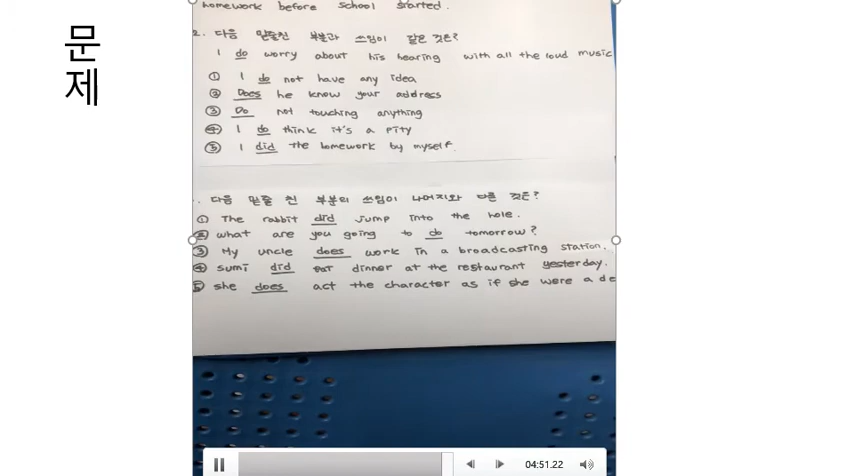 문
제
homework before school started.
2. 다음 밑줄친 부분과 쓰임이 같은 것은?
I do worry about his hearing with all the loud music
① I do not have any idea
② Does he know your address
③ Do not touching anything
④ I do think it's a pity
⑤ I did the homework by myself.
다음 밑줄 친 부분의 쓰임이 나머지와 다른 것은?
① The rabbit did jump into the hole.
② what are you going to do tomorrow?
③ My uncle does work in a broadcasting station.
④ sumi did eat dinner at the restaurant yesterday.
⑤ she does act the character as if she were a de
04:51.22